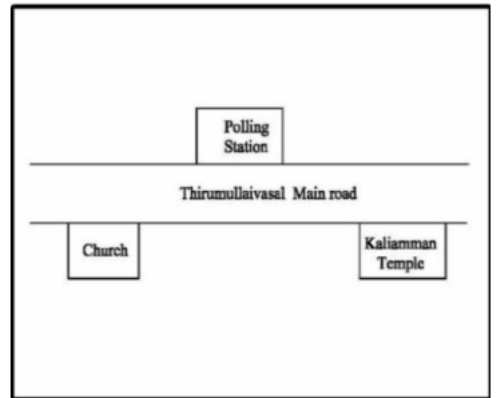 Polling
Station
Thirumullaivasal Main road
Church
Kaliamman
Temple